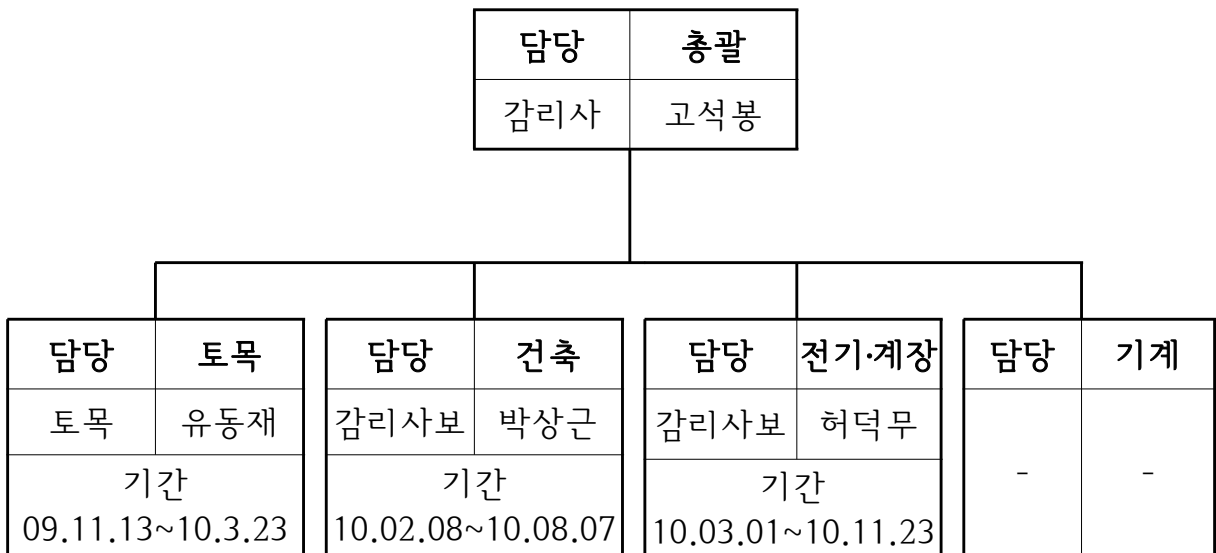 담당 총괄
감리사 고석봉
담당 토목 담당 건축 담당 전기·계장 담당 기계
토목 유동재 감리사보 박상근 감리사보 허덕무 - -
기간 기간 기간
09.11.13~10.3.23 10.02.08~10.08.07 10.03.01~10.11.23